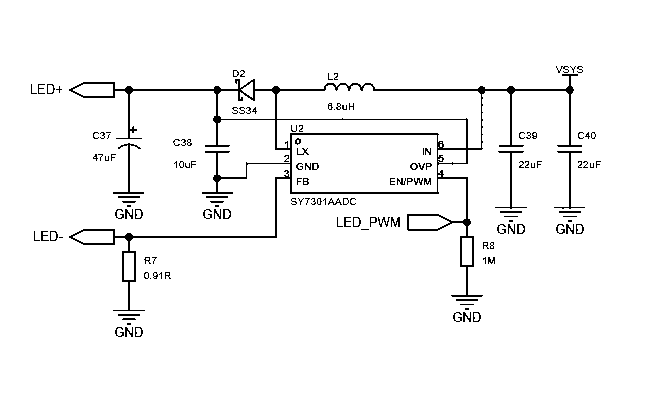 VSYS
D2
L2
LED+
SS34
6.8uH
C37
47uF
C38
10uF
U2
1
LX
IN
6
2
GND
OVP
5
3
FB
EN/PWM
4
SY7301AADC
C39
22uF
C40
22uF
GND
GND
GND
GND
LED_PWM
LED-
R7
0.91R
R8
1M
GND
GND